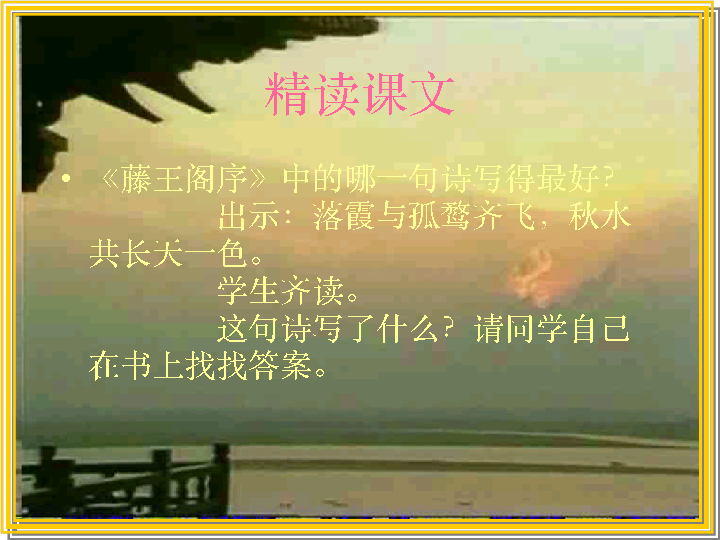 精读课文
• 《藤王阁序》中的哪一句诗写得最好？
出示：落霞与孤鹜齐飞，秋水
共长天一色。
学生齐读。
这句诗写了什么？请同学自己
在书上找找答案。